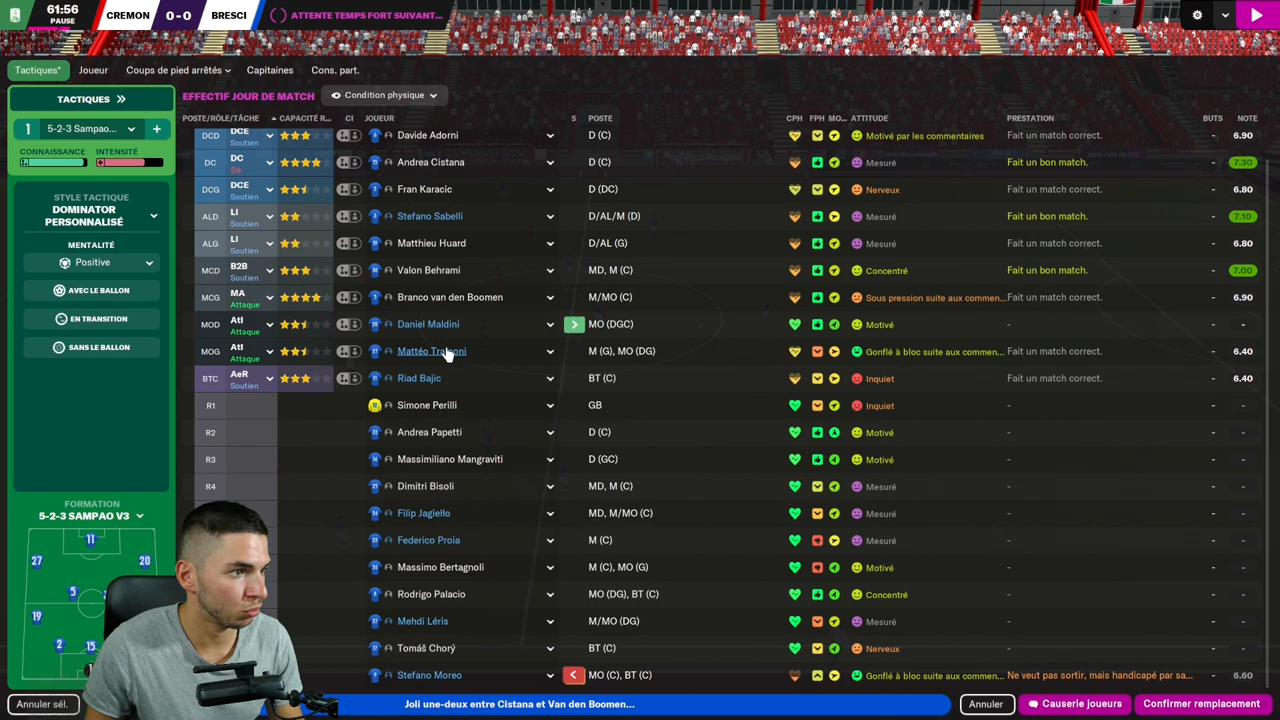 61:56
PAUSE
CREMON 0 - 0 BRESCI
ATTENTE TEMPS FORT SUIVANT...
Tactiques* Joueur Coups de pied arrêtés Capitaines Cons. part.
TACTIQUES
1 5-2-3 Sampao... +
CONNAISSANCE INTENSITÉ
STYLE TACTIQUE
DOMINATOR
PERSONNALISÉ
MENTALITÉ
Positive
AVEC LE BALLON
EN TRANSITION
SANS LE BALLON
FORMATION
5-2-3 SAMPAO V3
11
27 20
5
19
2 15
EFFECTIF JOUR DE MATCH Condition physique
POSTE/RÔLE/TÂCHE CAPACITÉ R... CI JOUEUR S POSTE CPH FPH MO... ATTITUDE PRESTATION BUTS NOTE
DCD DCE Soutien Davide Adorni D (C) Motivé par les commentaires Fait un match correct. - 6.90
DC DC Dé Andrea Cistana D (C) Mesuré Fait un bon match. - 7.30
DCG DCE Soutien Fran Karacic D (DC) Nerveux Fait un match correct. - 6.80
ALD LI Soutien Stefano Sabelli D/AL/M (D) Mesuré Fait un bon match. - 7.10
ALG LI Soutien Matthieu Huard D/AL (G) Mesuré Fait un match correct. - 6.80
MCD B2B Soutien Valon Behrami MD, M (C) Concentré Fait un bon match. - 7.00
MCG MA Attaque Branco van den Boomen M/MO (C) Sous pression suite aux commen... Fait un match correct. - 6.90
MOD AtI Attaque Daniel Maldini MO (DGC) Motivé - - -
MOG AtI Attaque Mattéo Tramoni M (G), MO (DG) Gonflé à bloc suite aux commen... Fait un match correct. - 6.40
BTC AeR Soutien Riad Bajic BT (C) Inquiet Fait un match correct. - 6.40
R1 Simone Perilli GB Inquiet - - -
R2 Andrea Papetti D (C) Motivé - - -
R3 Massimiliano Mangraviti D (GC) Motivé - - -
R4 Dimitri Bisoli MD, M (C) Mesuré - - -
Filip Jagiełło MD, M/MO (C) Mesuré - - -
Federico Proia M (C) Mesuré - - -
Massimo Bertagnoli M (C), MO (G) Motivé - - -
Rodrigo Palacio MO (DG), BT (C) Concentré - - -
Mehdi Léris M/MO (DG) Mesuré - - -
Tomáš Chorý BT (C) Nerveux - - -
Stefano Moreo MO (C), BT (C) Gonflé à bloc suite aux commen... Ne veut pas sortir, mais handicapé par sa... - 6.60
Annuler sél. Joli une-deux entre Cistana et Van den Boomen... Annuler Causerie joueurs Confirmer remplacement